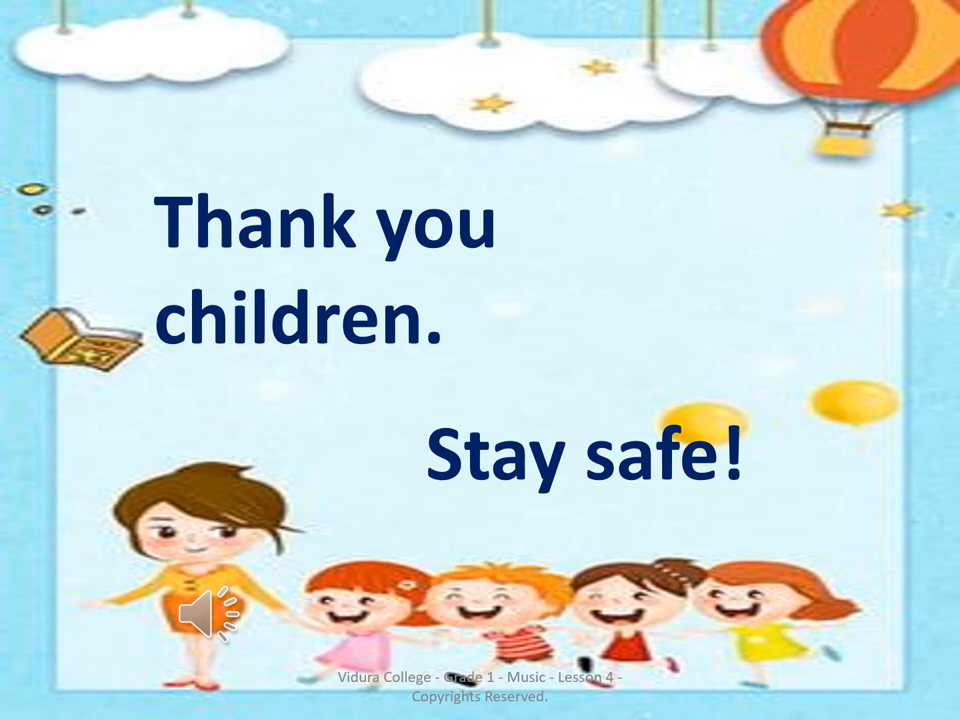 Thank you
children.
Stay safe!
Vidura College - Grade 1 - Music - Lesson 4 -
Copyrights Reserved.